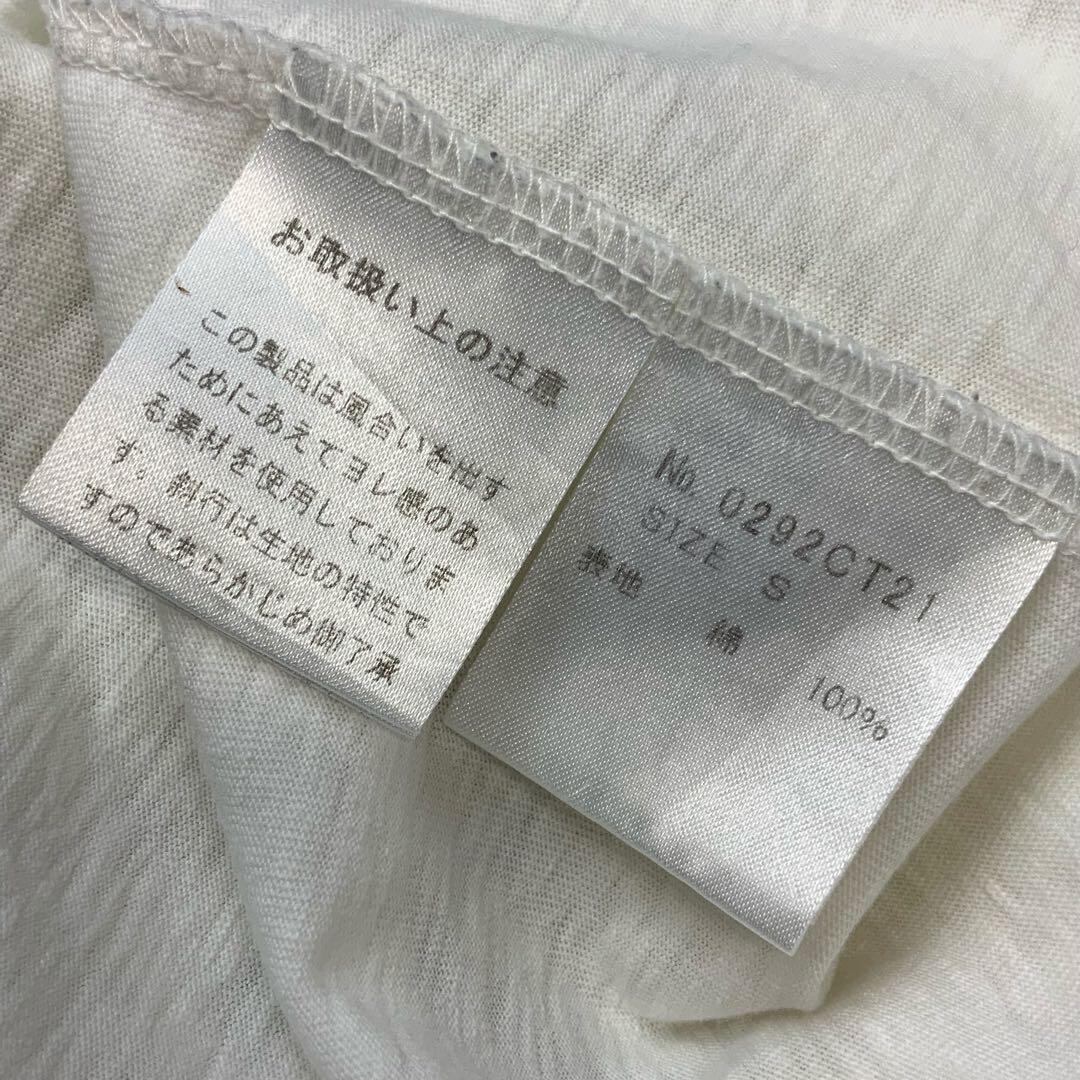 お取扱い上の注意
この製品は風合いを出す
ためにあえてヨレ感のあ
る素材を使用しておりま
す。斜行は生地の特性で
すのであらかじめ御了承
No. 0292CT21
SIZE S
表地
綿 100%